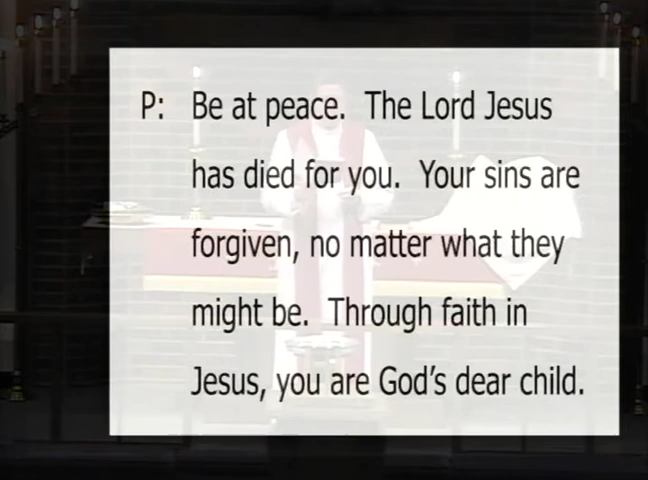 P: Be at peace. The Lord Jesus
has died for you. Your sins are
forgiven, no matter what they
might be. Through faith in
Jesus, you are God's dear child.